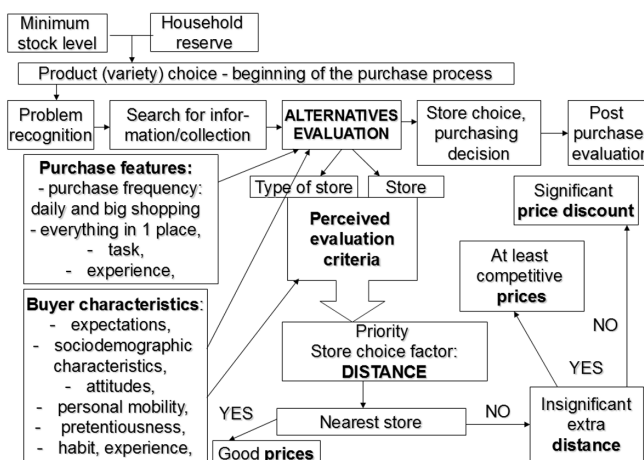 Minimum
stock level
Household
reserve
Product (variety) choice - beginning of the purchase process
Problem
recognition
Search for infor-
mation/collection
ALTERNATIVES
EVALUATION
Store choice,
purchasing
decision
Post
purchase
evaluation
Purchase features:
- purchase frequency:
daily and big shopping
- everything in 1 place,
- task,
- experience,
Type of store
Store
Perceived
evaluation
criteria
Significant
price discount
At least
competitive
prices
Buyer characteristics:
- expectations,
- sociodemographic
characteristics,
- attitudes,
- personal mobility,
- pretentiousness,
- habit, experience,
Priority
Store choice factor:
DISTANCE
NO
YES
YES
Nearest store
NO
Insignificant
extra
distance
Good prices